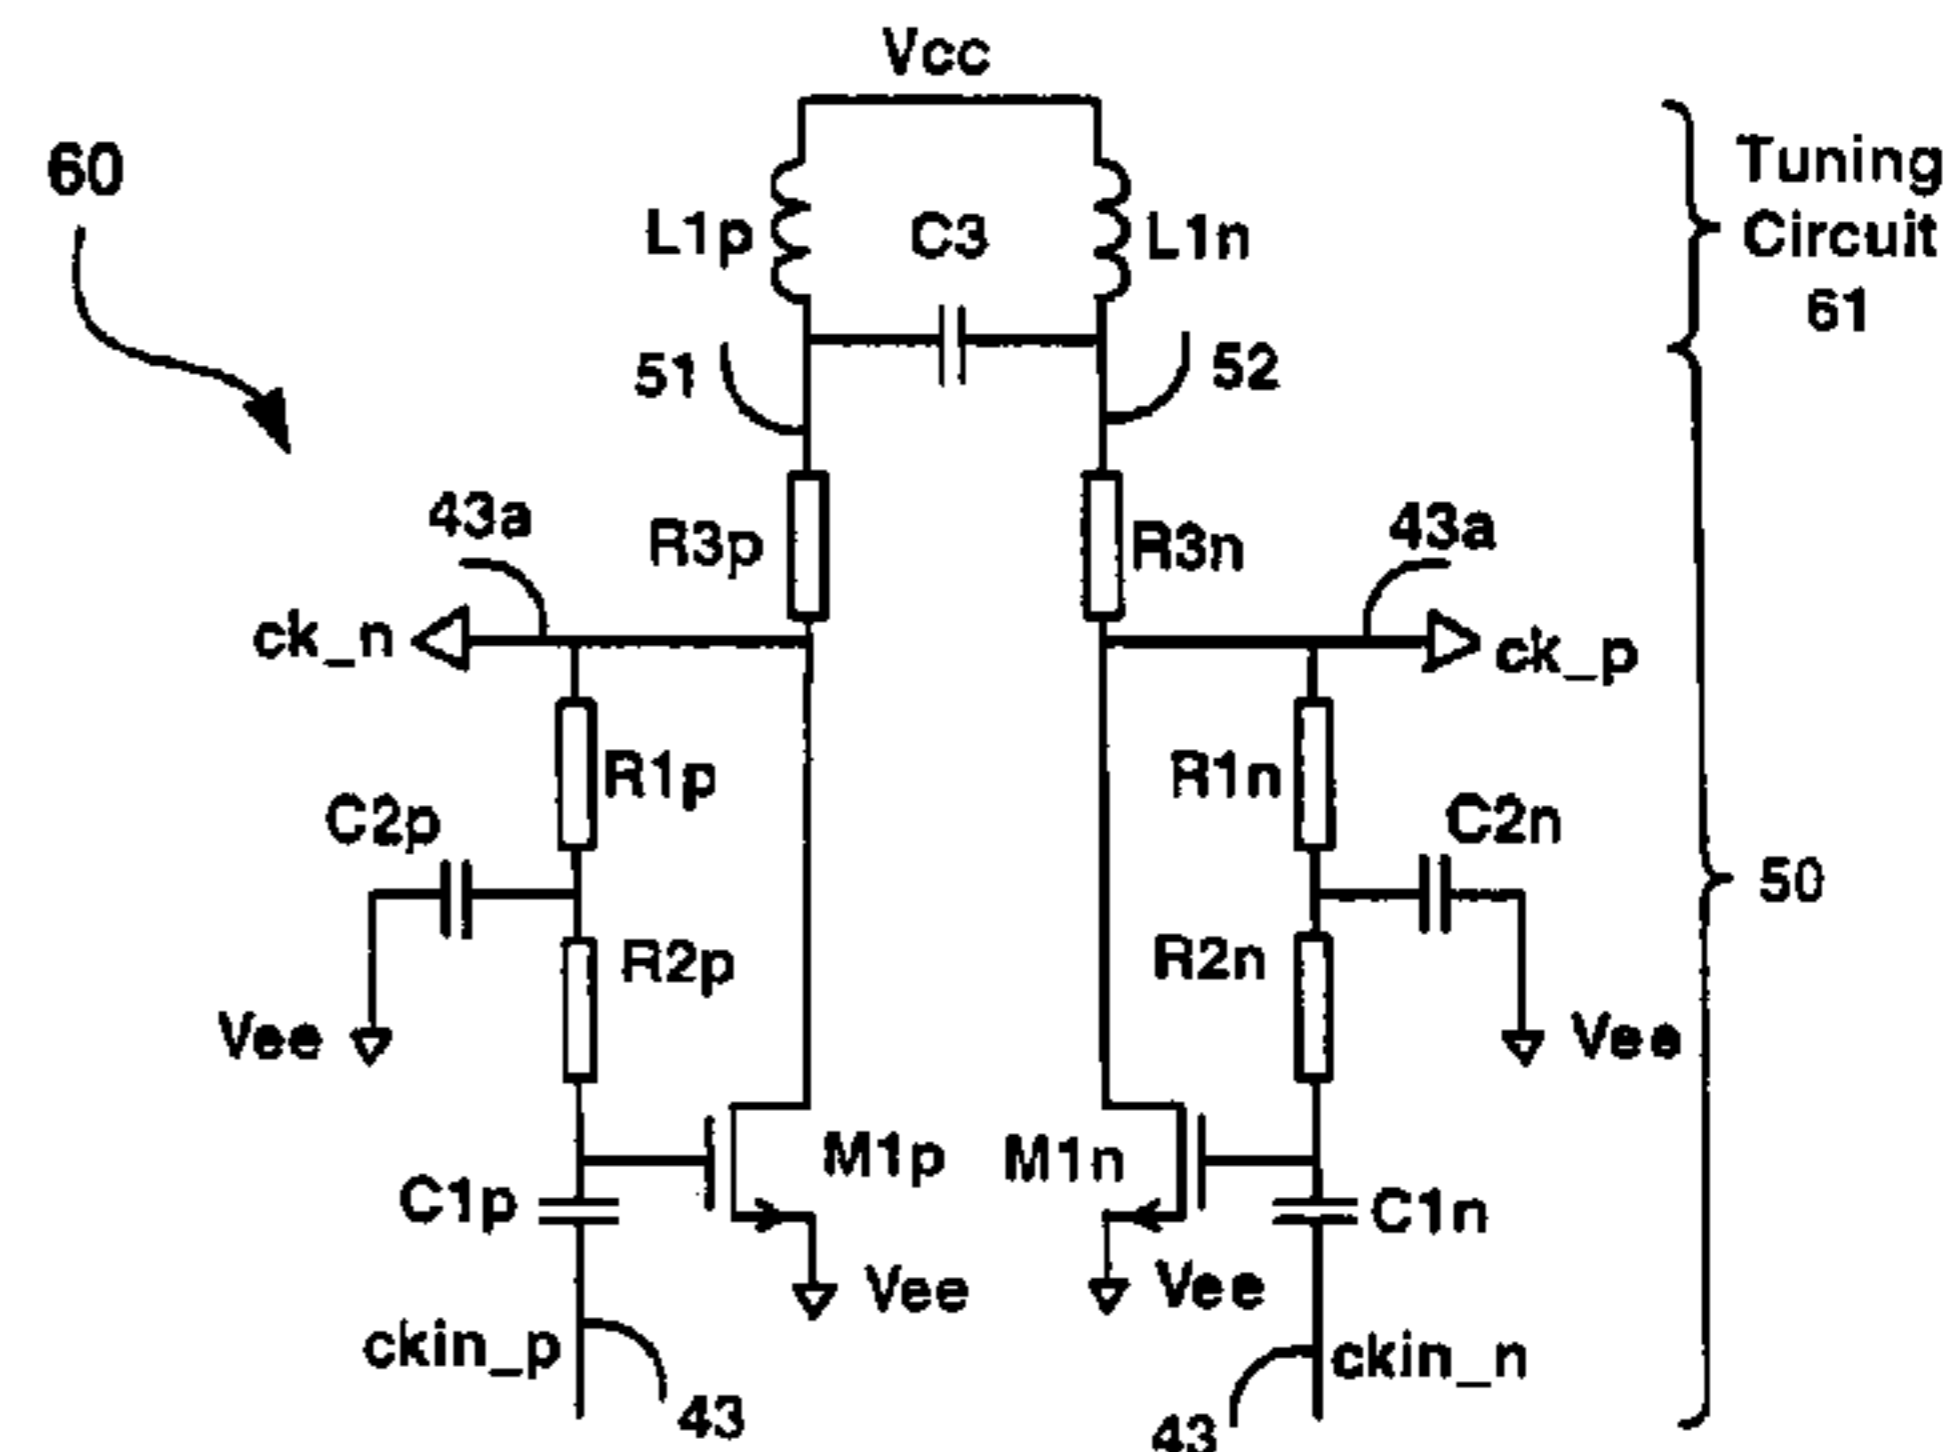 Vcc
60
Tuning
Circuit
61
L1p
C3
L1n
51
52
43a
R3p
R3n
43a
ck_n
ck_p
R1p
R1n
C2p
C2n
50
R2p
R2n
Vee
Vee
M1p
M1n
C1p
C1n
Vee
Vee
ckin_p
ckin_n
43
43